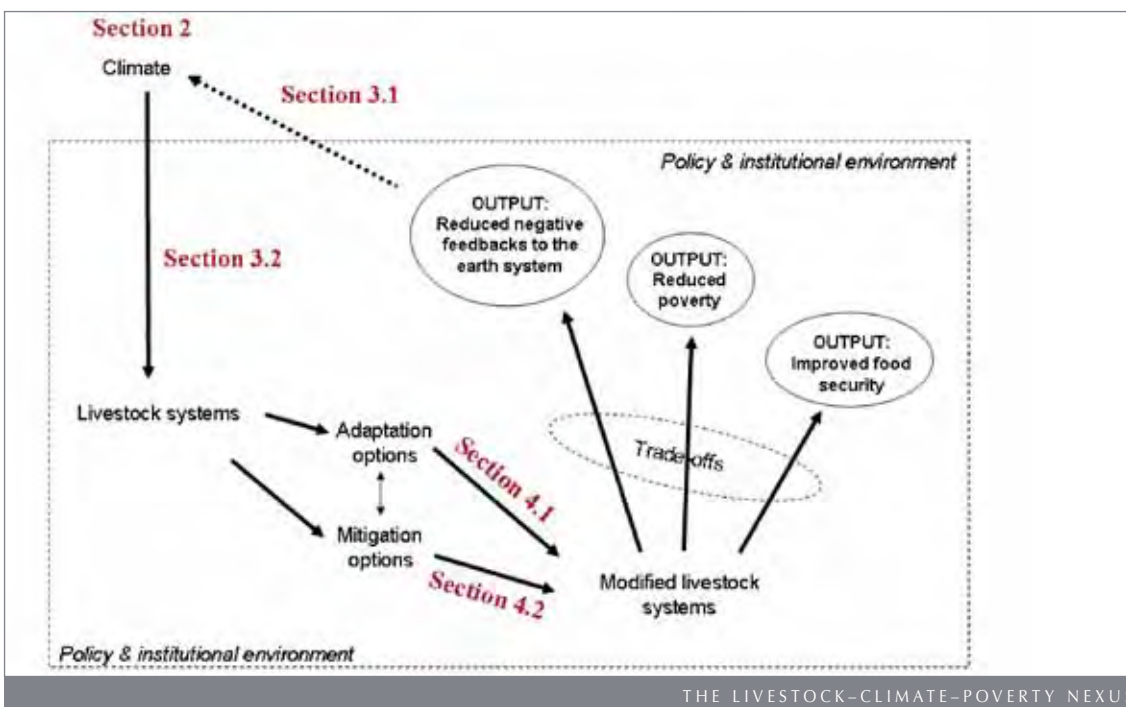 Section 2
Climate
Section 3.1
Policy & institutional environment
OUTPUT:
Reduced negative
feedbacks to the
earth system
OUTPUT:
Reduced
poverty
Section 3.2
OUTPUT:
Improved food
security
Livestock systems
Adaptation
options
Section 4.1
Trade-offs
Mitigation
options
Section 4.2
Modified livestock
systems
Policy & institutional environment
THE LIVESTOCK–CLIMATE–POVERTY NEXU